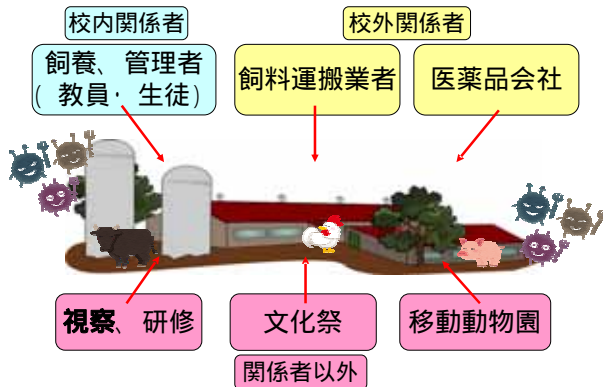 校内関係者
校外関係者
飼養、管理者
(教員・生徒)
飼料運搬業者
医薬品会社
視察、研修
文化祭
移動動物園
関係者以外